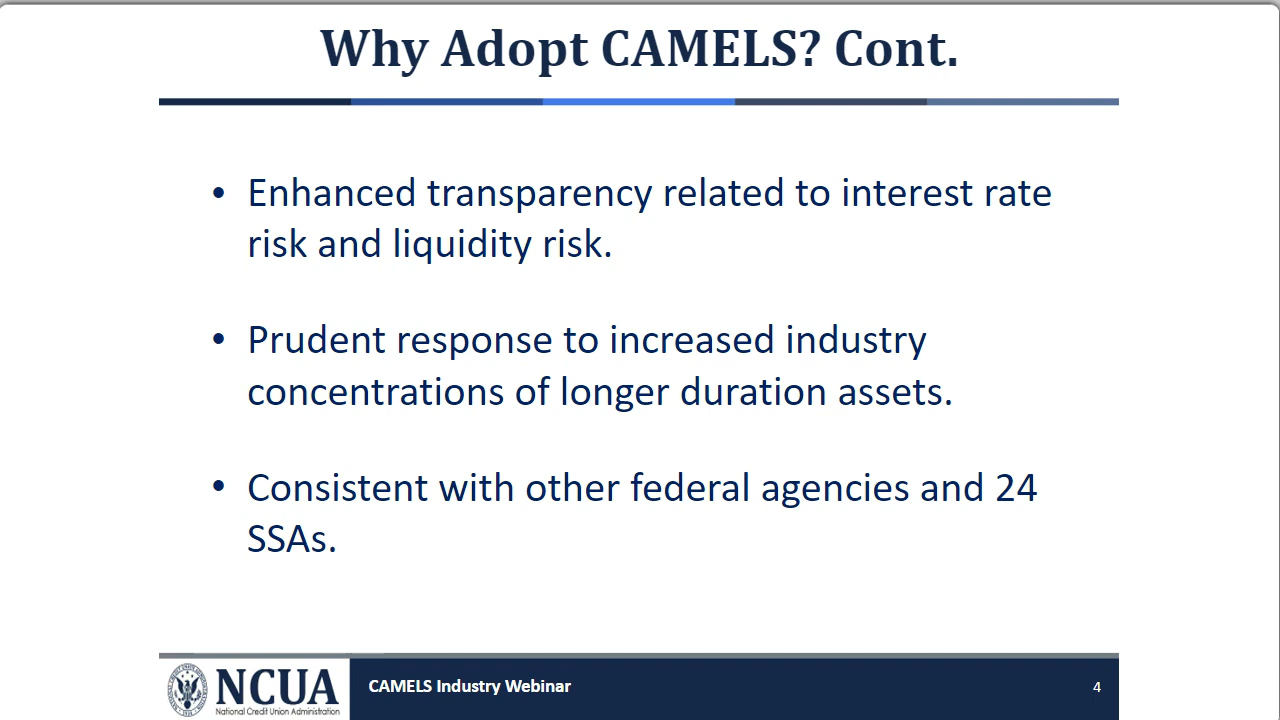 Why Adopt CAMELS? Cont.
• Enhanced transparency related to interest rate
risk and liquidity risk.
• Prudent response to increased industry
concentrations of longer duration assets.
• Consistent with other federal agencies and 24
SSAs.
NCUA
National Credit Union Administration
CAMELS Industry Webinar
4